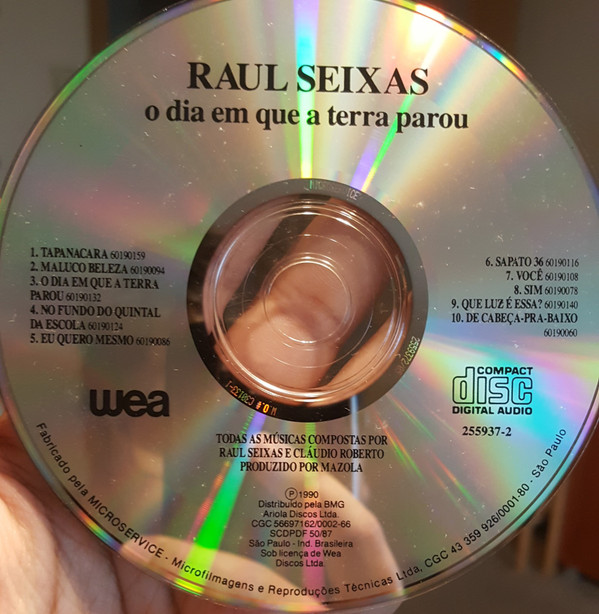 RAUL SEIXAS
o dia em que a terra parou
1. TAPANACARA 60190159
2. MALUCO BELEZA 60190094
3. O DIA EM QUE A TERRA
PAROU 60190132
4. NO FUNDO DO QUINTAL
DA ESCOLA 60190124
5. EU QUERO MESMO 60190086
6. SAPATO 36 60190116
7. VOCÊ 60190108
8. SIM 60190078
9. QUE LUZ É ESSA? 60190140
10. DE CABEÇA-PRA-BAIXO
60190060
wea
COMPACT
disc
DIGITAL AUDIO
255937-2
TODAS AS MÚSICAS COMPOSTAS POR
RAUL SEIXAS E CLÁUDIO ROBERTO
PRODUZIDO POR MAZOLA
Ⓟ 1990
Distribuído pela BMG
Ariola Discos Ltda.
CGC 56697162/0002-66
SCDPDF 50/87
São Paulo - Ind. Brasileira
Sob licença de Wea
Discos Ltda.
Fabricado pela MICROSERVICE - Microfilmagens e Reproduções Técnicas Ltda. CGC 43 359 926/0001-80 - São Paulo